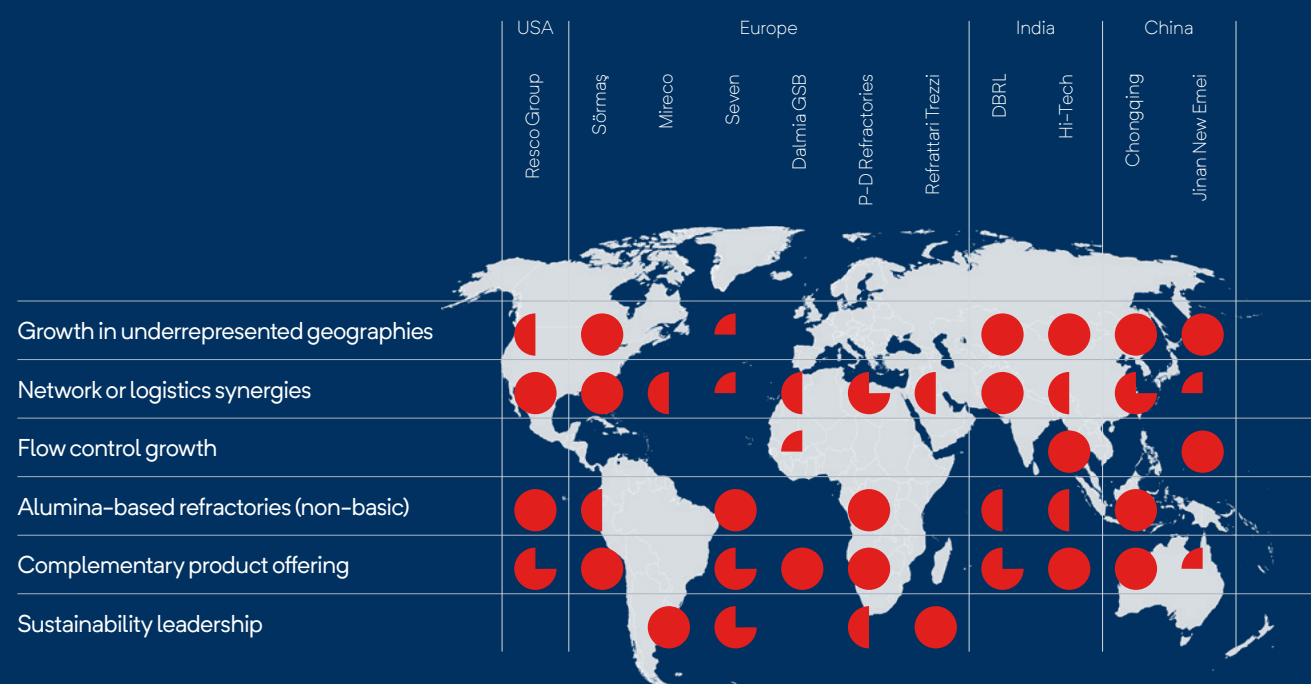 USA
Europe
India
China
Resco Group
Sörmaş
Mireco
Seven
Dalmia GSB
P-D Refractories
Refrattari Trezzi
DBRL
Hi-Tech
Chongqing
Jinan New Emei
Growth in underrepresented geographies
Network or logistics synergies
Flow control growth
Alumina-based refractories (non-basic)
Complementary product offering
Sustainability leadership